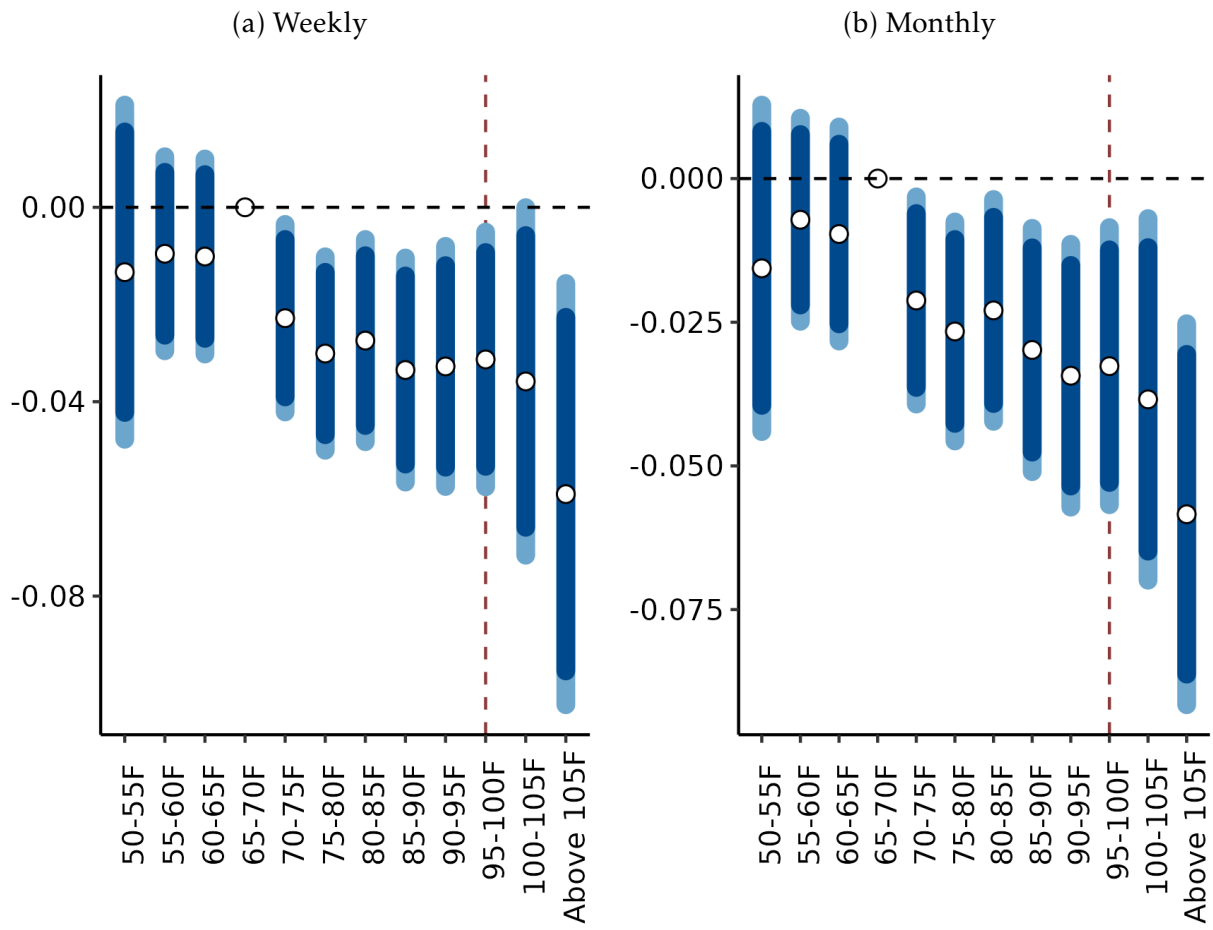 (a) Weekly
0.00
-0.04
-0.08
50-55F
55-60F
60-65F
65-70F
70-75F
75-80F
80-85F
85-90F
90-95F
95-100F
100-105F
Above 105F
(b) Monthly
0.000
-0.025
-0.050
-0.075
50-55F
55-60F
60-65F
65-70F
70-75F
75-80F
80-85F
85-90F
90-95F
95-100F
100-105F
Above 105F